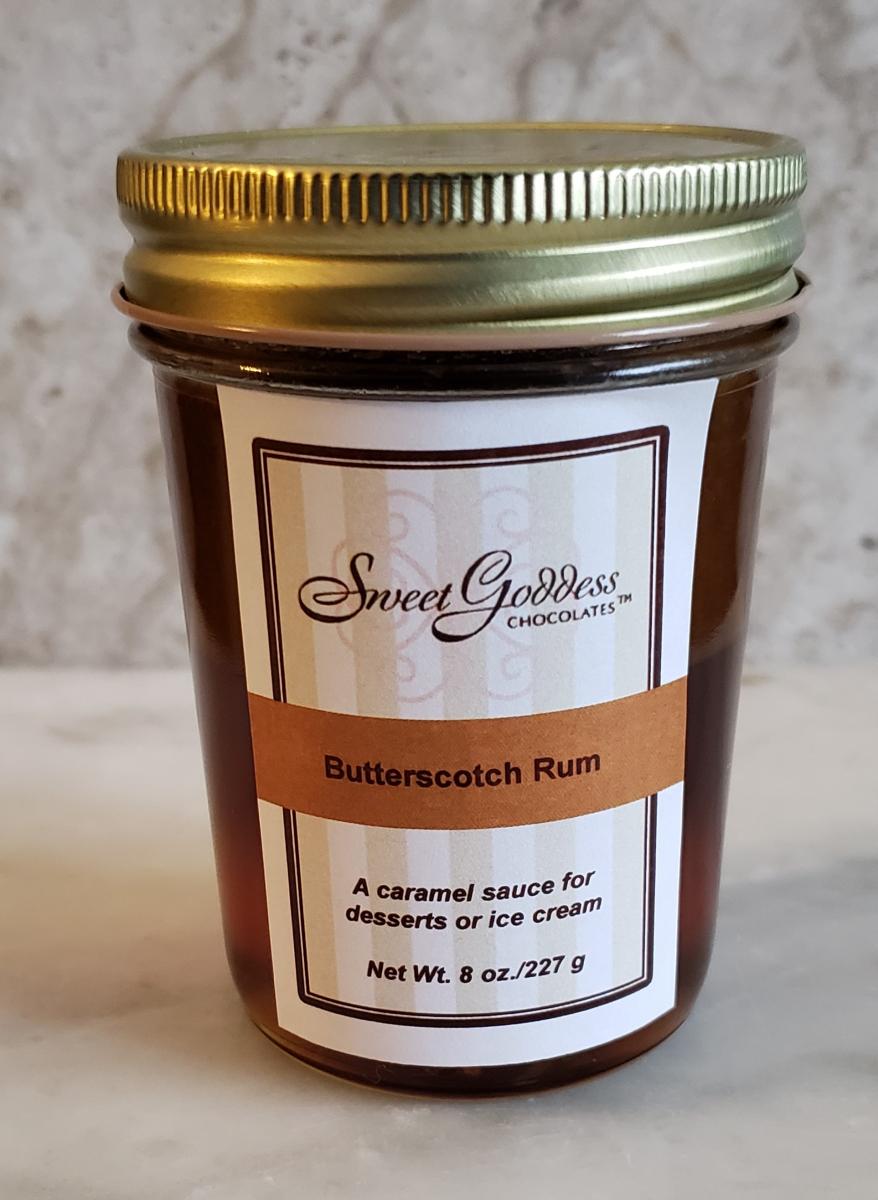 Sweet Goddess
CHOCOLATES™
Butterscotch Rum
A caramel sauce for
desserts or ice cream
Net Wt. 8 oz./227 g